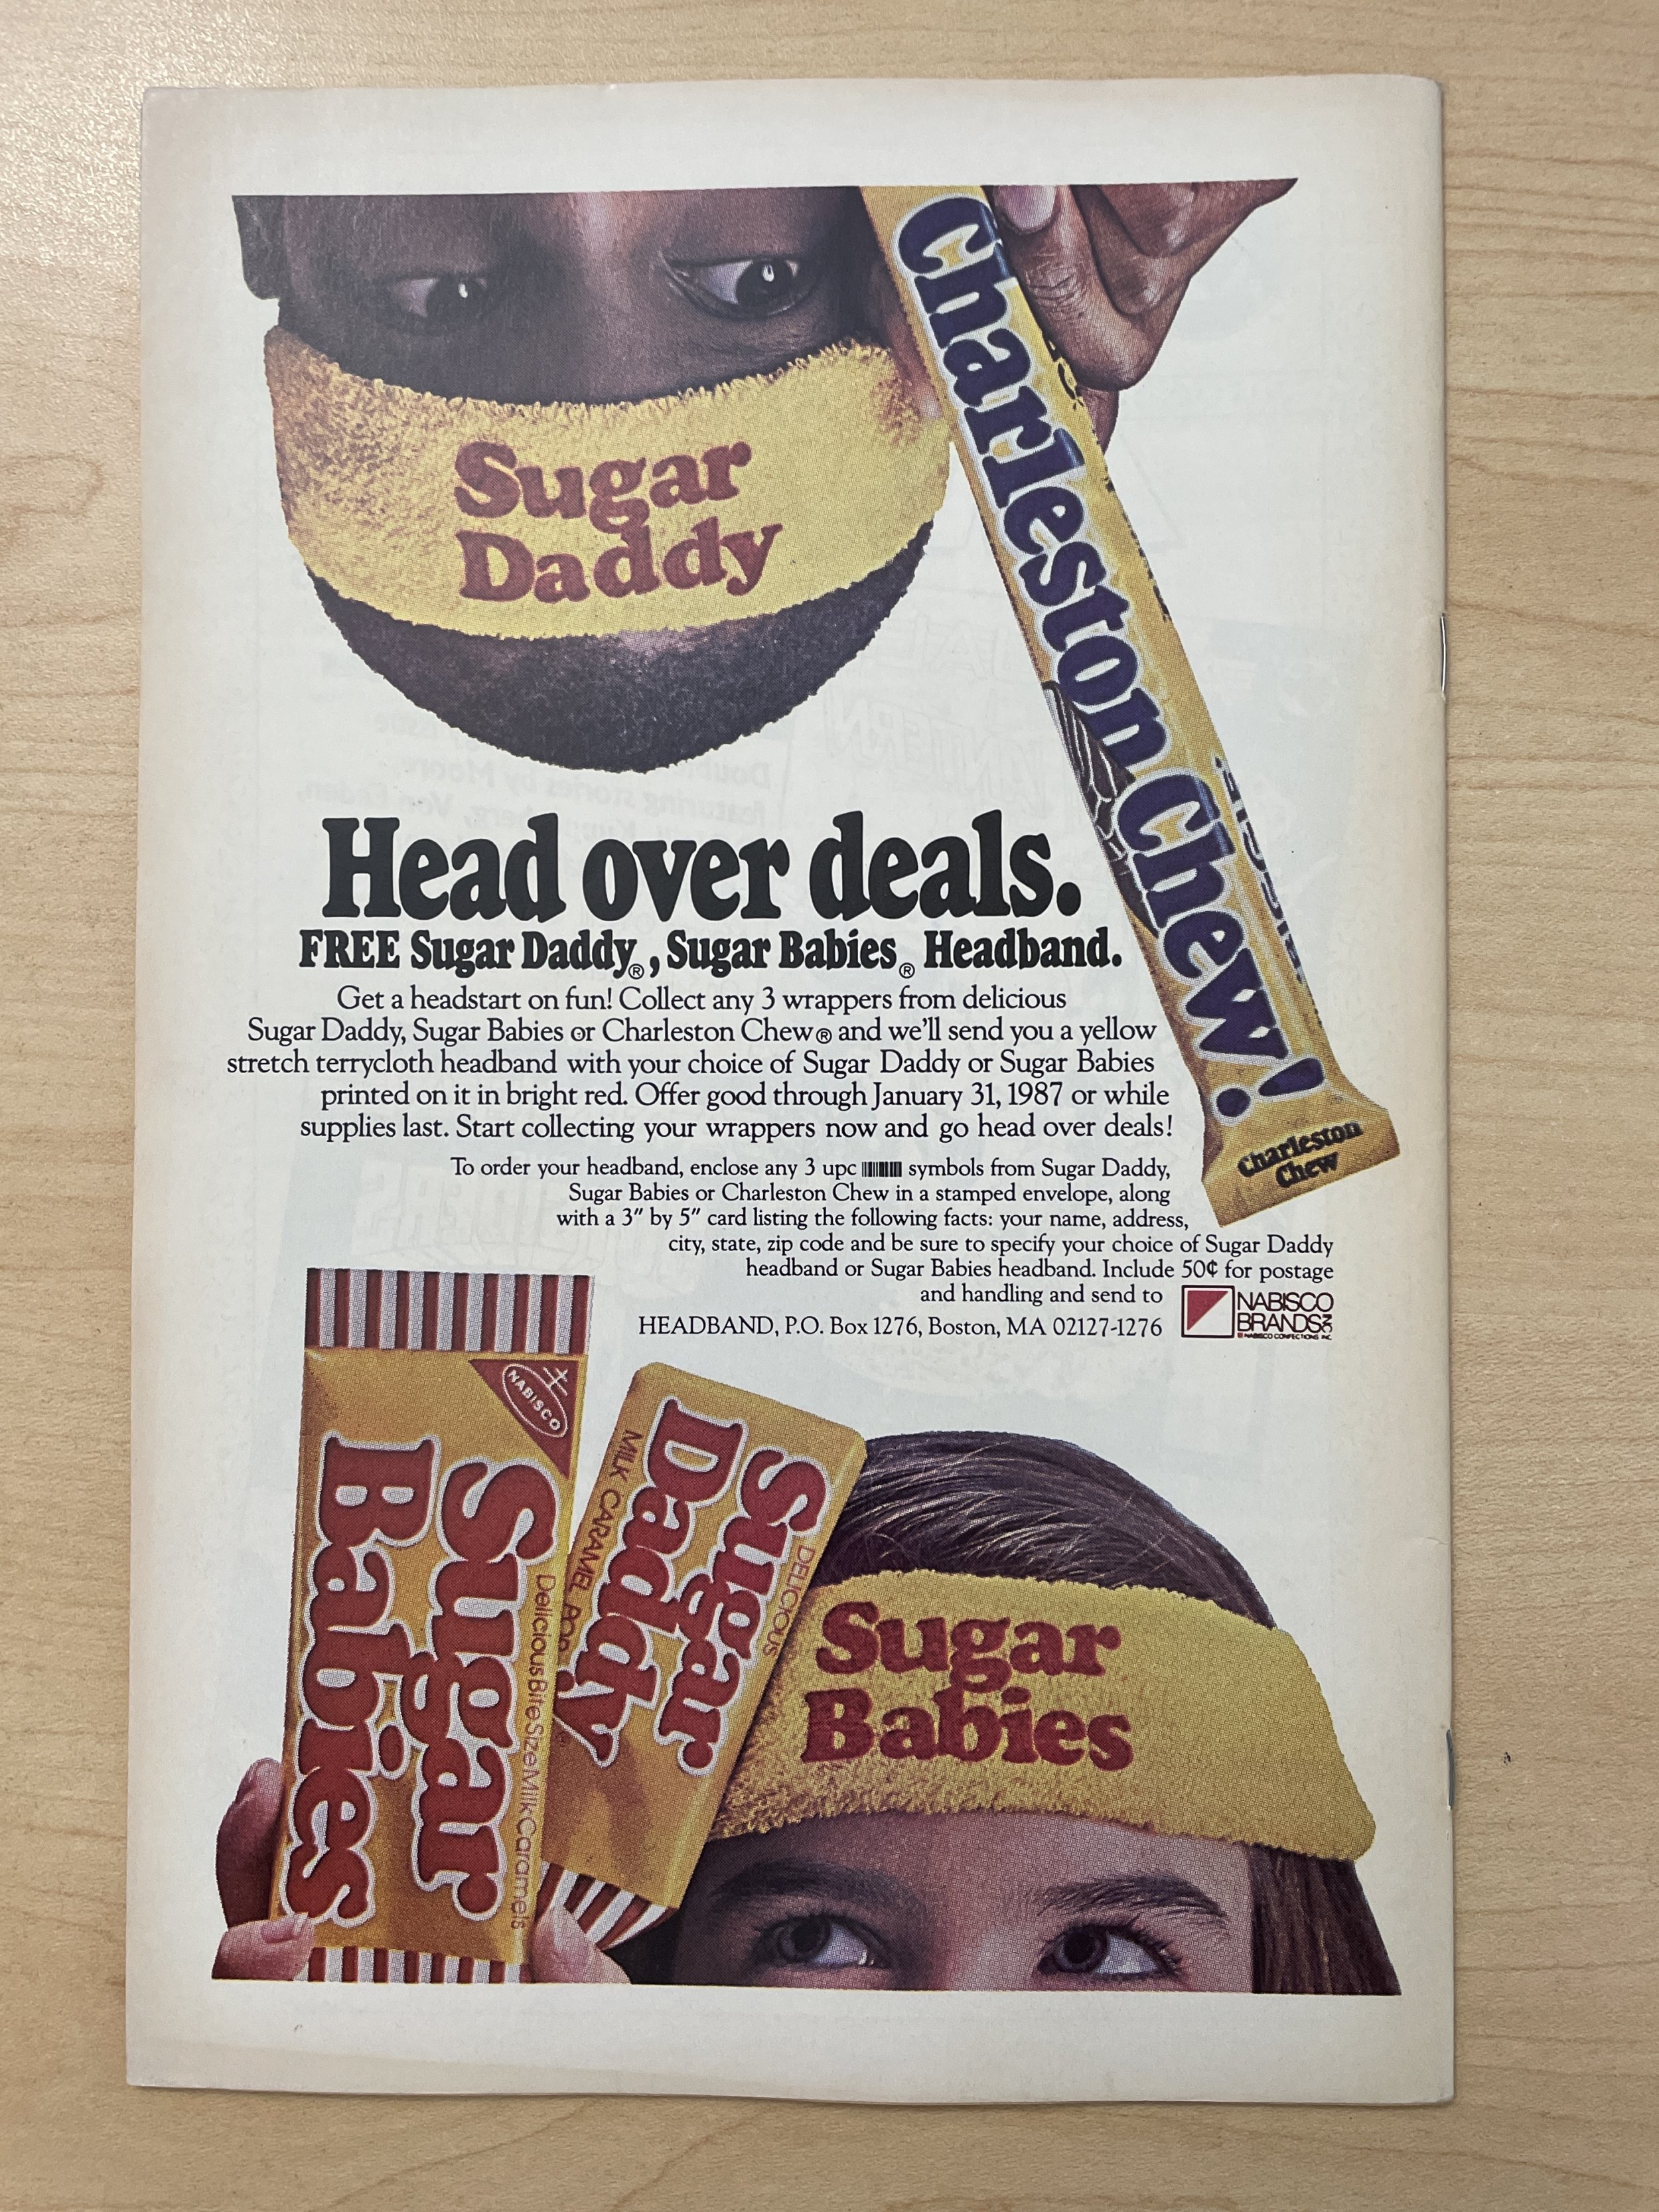 Sugar
Daddy
Charleston Chew!
Charleston
Chew
Head over deals.
FREE Sugar Daddy®, Sugar Babies® Headband.
Get a headstart on fun! Collect any 3 wrappers from delicious
Sugar Daddy, Sugar Babies or Charleston Chew® and we'll send you a yellow
stretch terrycloth headband with your choice of Sugar Daddy or Sugar Babies
printed on it in bright red. Offer good through January 31, 1987 or while
supplies last. Start collecting your wrappers now and go head over deals!
To order your headband, enclose any 3 upc symbols from Sugar Daddy,
Sugar Babies or Charleston Chew in a stamped envelope, along
with a 3" by 5" card listing the following facts: your name, address,
city, state, zip code and be sure to specify your choice of Sugar Daddy
headband or Sugar Babies headband. Include 50¢ for postage
and handling and send to
HEADBAND, P.O. Box 1276, Boston, MA 02127-1276
NABISCO
BRANDS INC
NABISCO CONFECTIONS INC.
NABISCO
Sugar
Babies
Delicious Bite Size Milk Caramels
DELICIOUS
Sugar
Daddy
MILK CARAMEL POP
Sugar
Babies